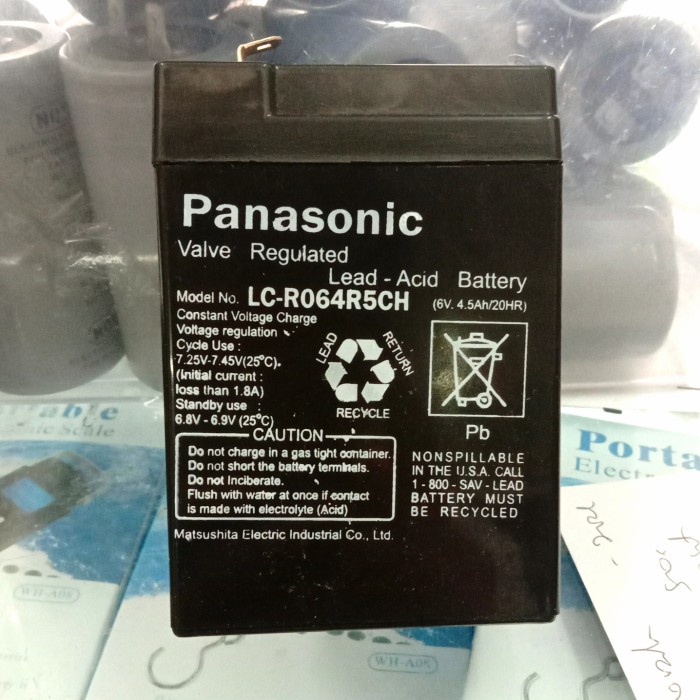 Panasonic
Valve Regulated
Lead - Acid Battery
Model No. LC-R064R5CH (6V. 4.5Ah/20HR)
Constant Voltage Charge
Voltage regulation
Cycle Use :
7.25V-7.45V(25°C).
(Initial current :
loss than 1.8A)
Standby use :
6.8V - 6.9V (25°C)
LEAD
RETURN
RECYCLE
Pb
CAUTION
Do not charge in a gas tight container.
Do not short the battery terminals.
Do not Inciberate.
Flush with water at once if contact
is made with electrolyte (Acid)
NONSPILLABLE
IN THE U.S.A. CALL
1 - 800 - SAV - LEAD
BATTERY MUST
BE RECYCLED
Matsushita Electric Industrial Co., Ltd.
Scale
WH-A08
Porta
Electr
WH-A08